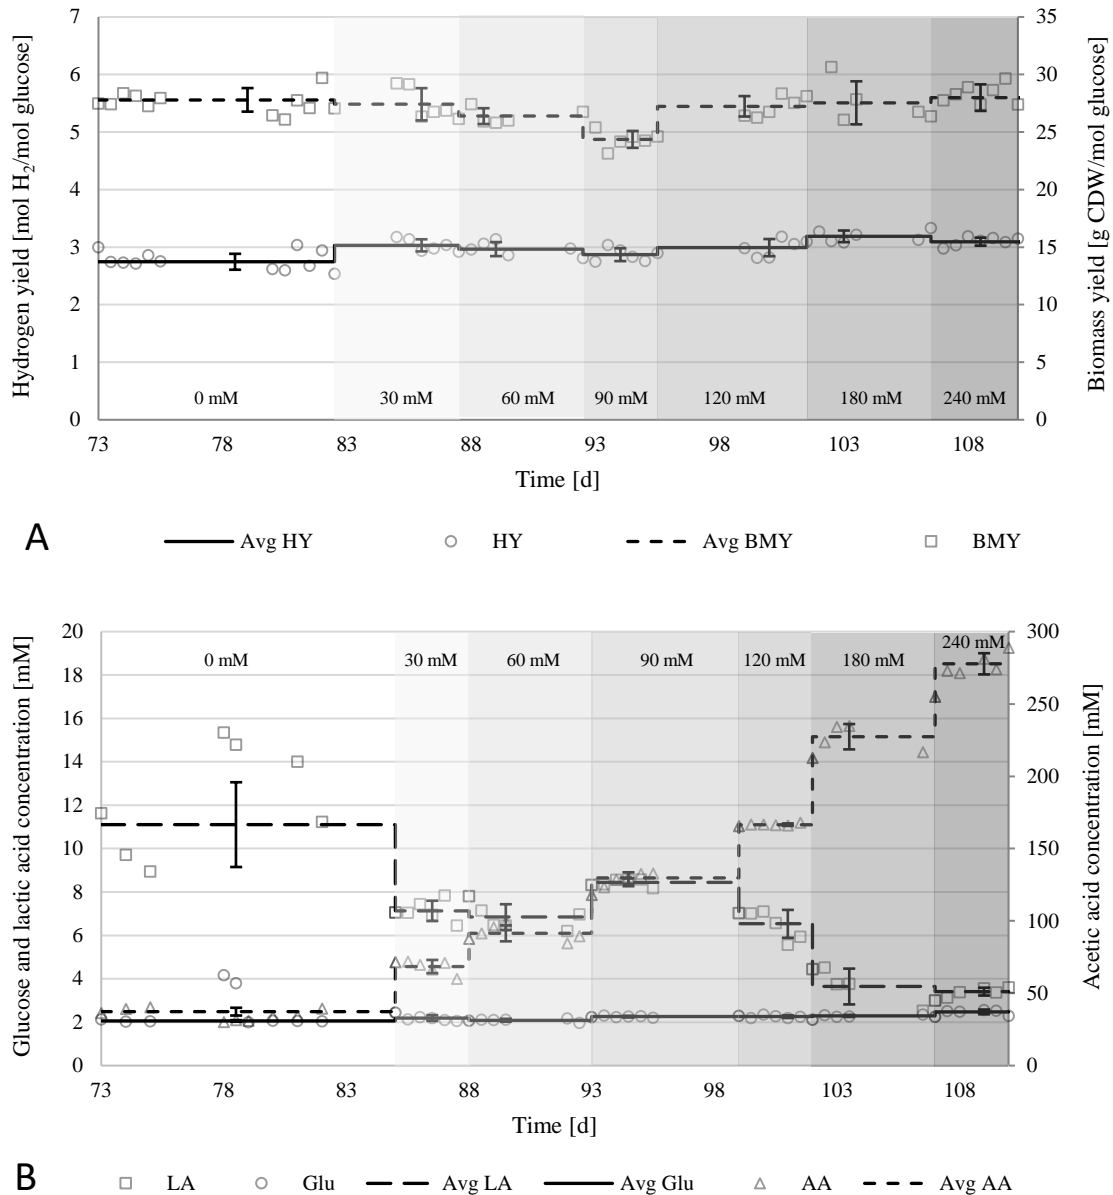 7
6
5
4
3
2
1
0
35
30
25
20
15
10
5
0
Hydrogen yield [mol H₂/mol glucose]
Biomass yield [g CDW/mol glucose]
0 mM 30 mM 60 mM 90 mM 120 mM 180 mM 240 mM
73 78 83 88 93 98 103 108
Time [d]
A
Avg HY HY Avg BMY BMY
20
18
16
14
12
10
8
6
4
2
0
300
250
200
150
100
50
0
Glucose and lactic acid concentration [mM]
Acetic acid concentration [mM]
0 mM 30 mM 60 mM 90 mM 120 mM 180 mM 240 mM
73 78 83 88 93 98 103 108
Time [d]
B
LA Glu Avg LA Avg Glu AA Avg AA